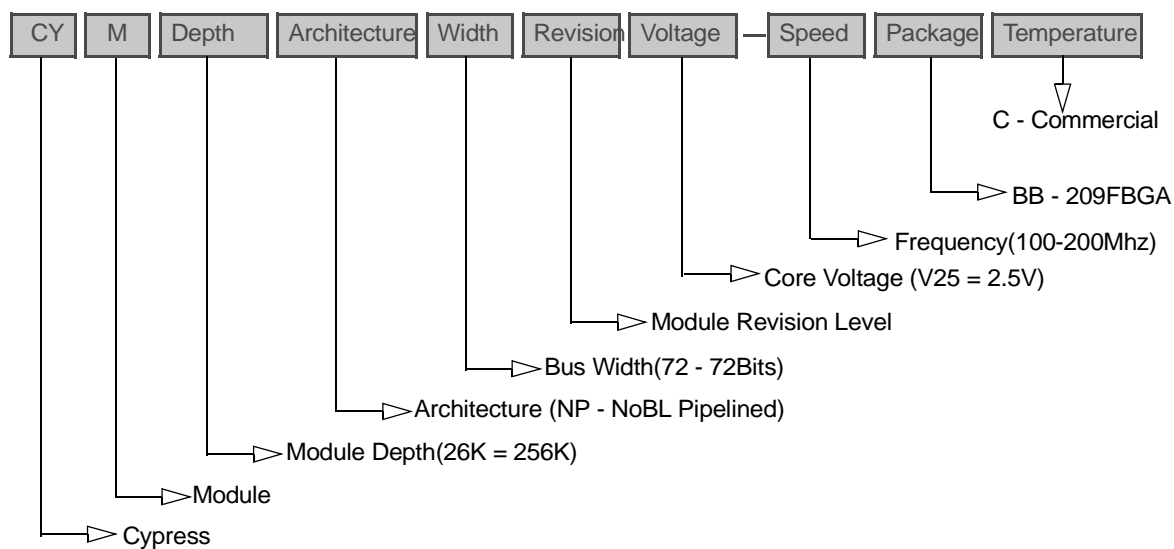 CY M Depth Architecture Width Revision Voltage — Speed Package Temperature
C - Commercial
BB - 209FBGA
Frequency(100-200Mhz)
Core Voltage (V25 = 2.5V)
Module Revision Level
Bus Width(72 - 72Bits)
Architecture (NP - NoBL Pipelined)
Module Depth(26K = 256K)
Module
Cypress